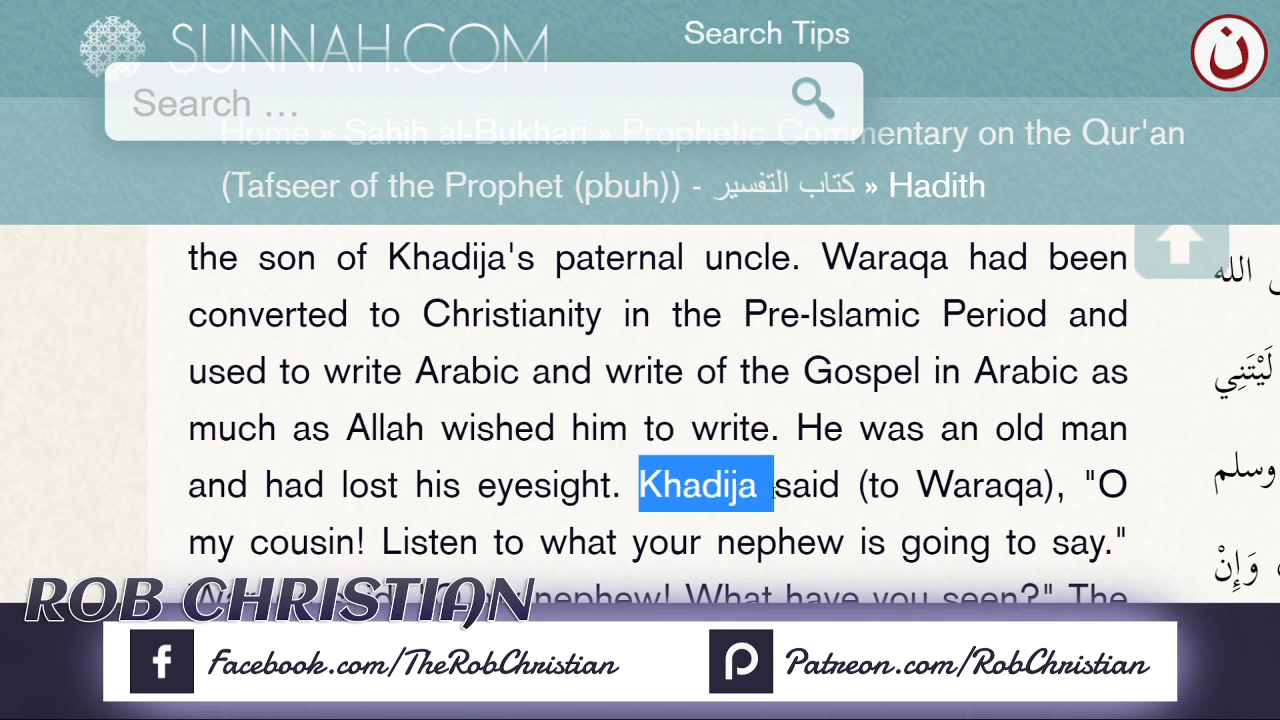 SUNNAH.COM
Search Tips
ن
Search ...
Home » Sahih al-Bukhari » Prophetic Commentary on the Qur'an
(Tafseer of the Prophet (pbuh)) - كتاب التفسير » Hadith
the son of Khadija's paternal uncle. Waraqa had been
converted to Christianity in the Pre-lslamic Period and
used to write Arabic and write of the Gospel in Arabic as
much as Allah wished him to write. He was an old man
and had lost his eyesight. Khadija said (to Waraqa), "O
my cousin! Listen to what your nephew is going to say."
nephew! What have you seen?" The
الله
لَيْتَنِي
وسلم
وَإِنْ
ROB CHRISTIAN
Facebook.com/TheRobChristian
Patreon.com/RobChristian